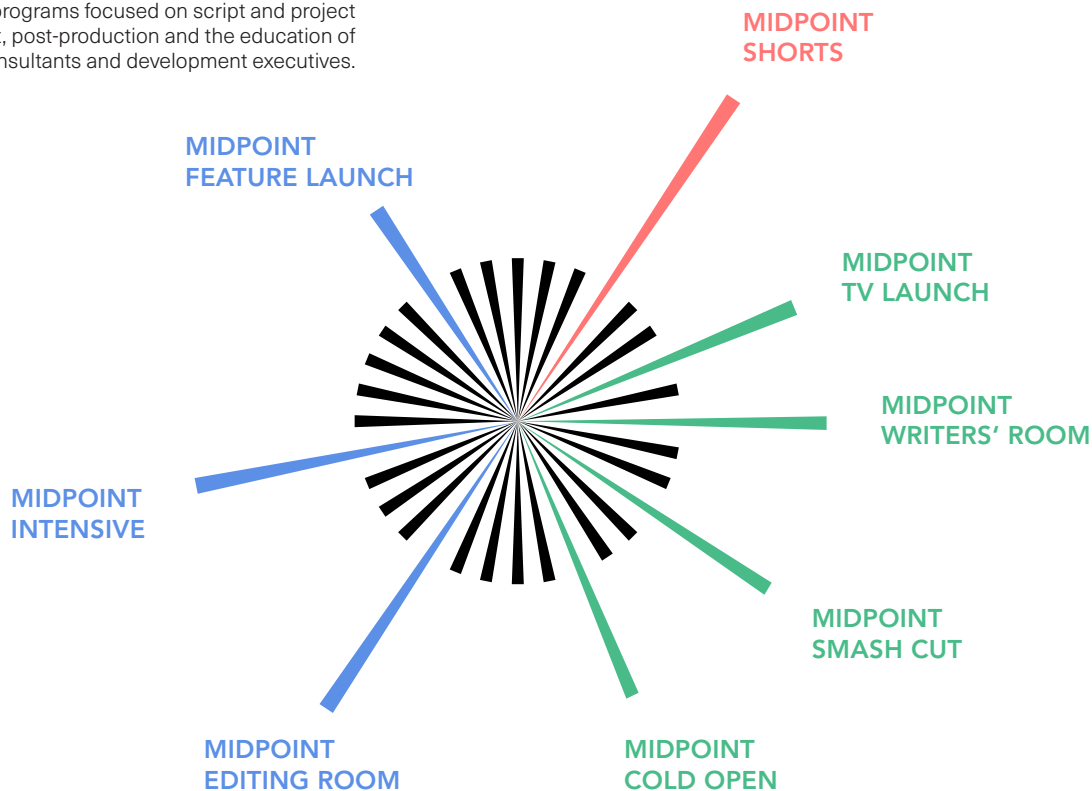 programs focused on script and project
post-production and the education of
and development executives.
MIDPOINT
SHORTS
MIDPOINT
FEATURE LAUNCH
MIDPOINT
TV LAUNCH
MIDPOINT
WRITERS‘ ROOM
MIDPOINT
INTENSIVE
MIDPOINT
SMASH CUT
MIDPOINT
EDITING ROOM
MIDPOINT
COLD OPEN